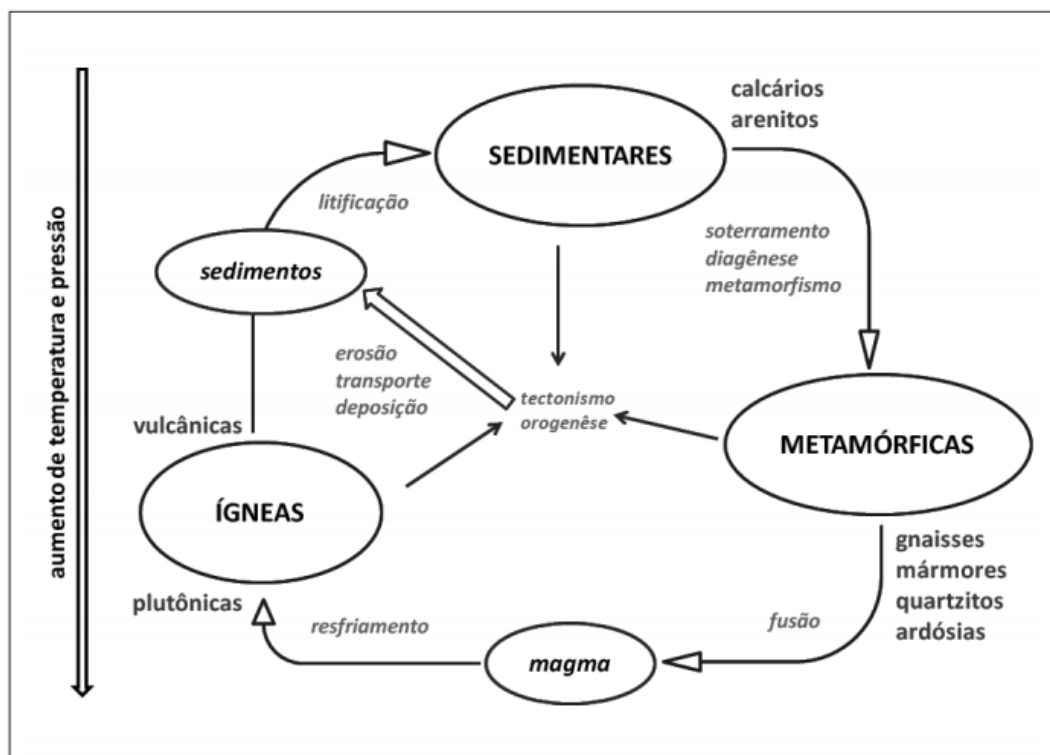 aumento de temperatura e pressão
SEDIMENTARES
calcários
arenitos
litificação
soterramento
diagênese
metamorfismo
sedimentos
erosão
transporte
deposição
tectonismo
orogenêse
vulcânicas
METAMÓRFICAS
ÍGNEAS
gnaisses
mármores
quartzitos
ardósias
plutônicas
resfriamento
fusão
magma